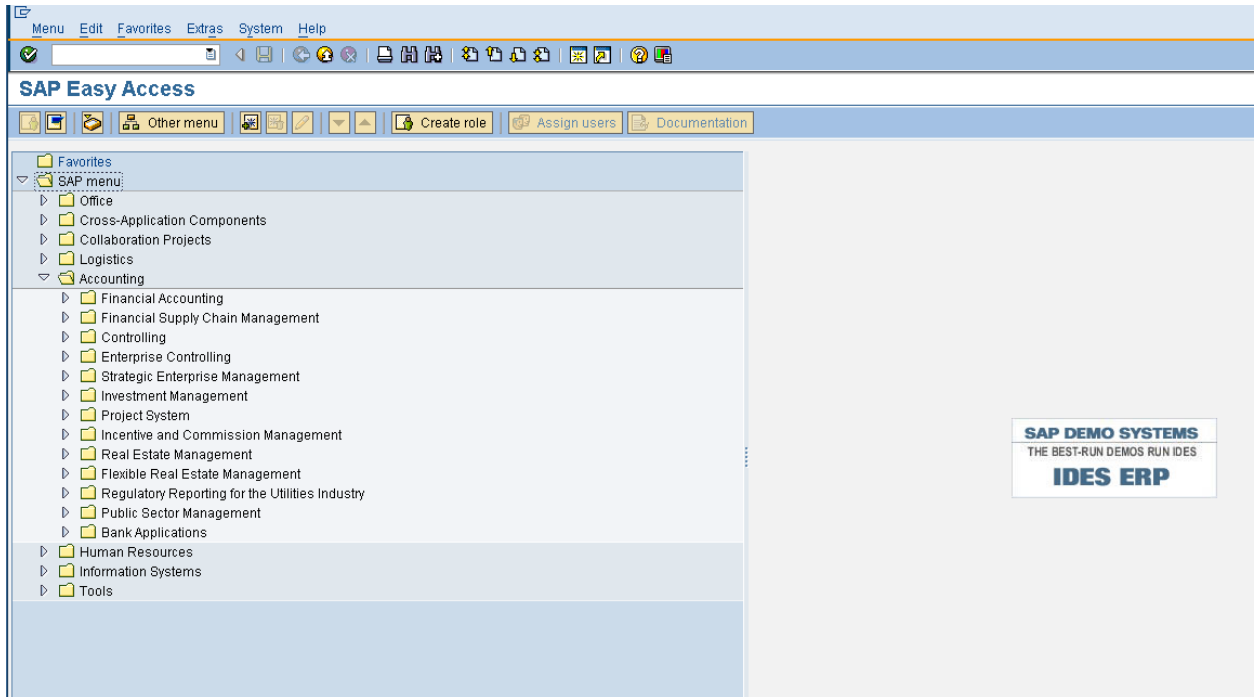 Menu Edit Favorites Extras System Help
SAP Easy Access
Other menu Create role Assign users Documentation
Favorites
SAP menu
Office
Cross-Application Components
Collaboration Projects
Logistics
Accounting
Financial Accounting
Financial Supply Chain Management
Controlling
Enterprise Controlling
Strategic Enterprise Management
Investment Management
Project System
Incentive and Commission Management
Real Estate Management
Flexible Real Estate Management
Regulatory Reporting for the Utilities Industry
Public Sector Management
Bank Applications
Human Resources
Information Systems
Tools
SAP DEMO SYSTEMS
THE BEST-RUN DEMOS RUN IDES
IDES ERP